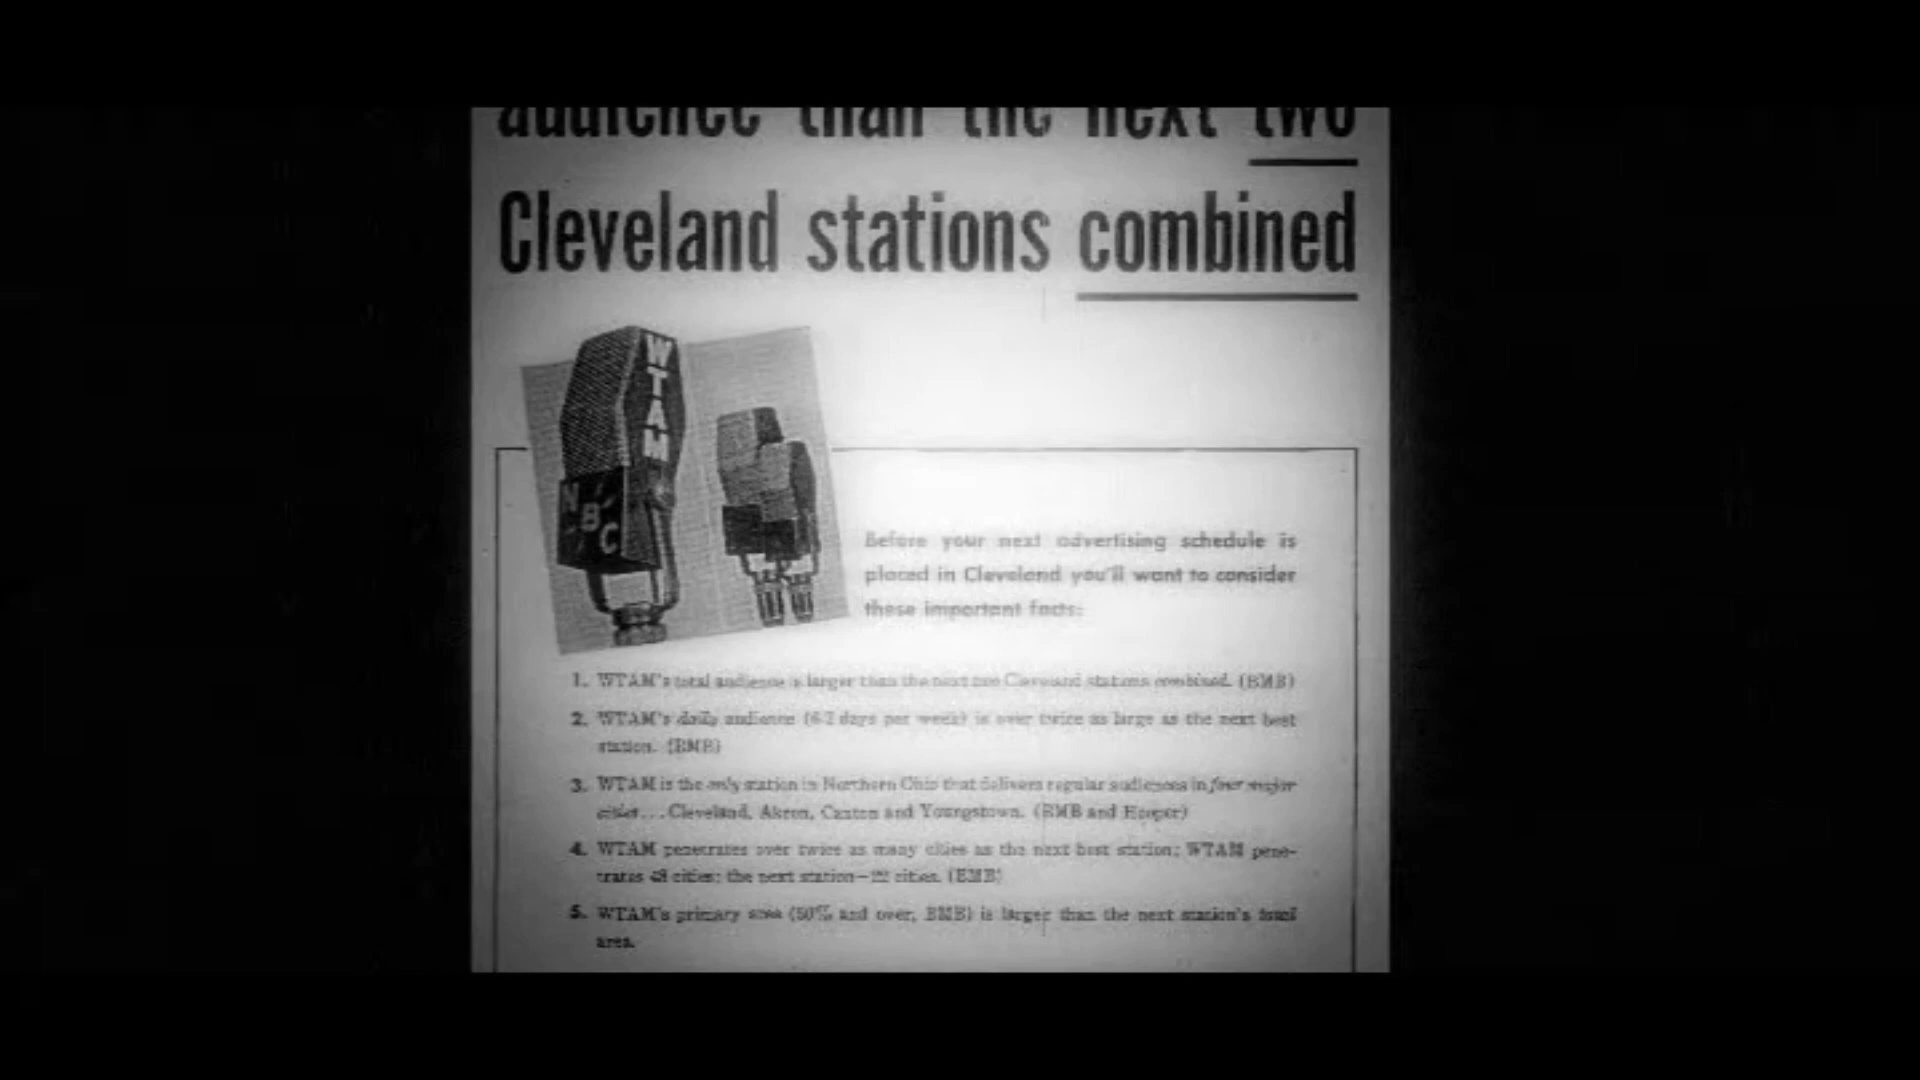 audience than the next two
Cleveland stations combined
WTAM
NBC
Before your next advertising schedule is
placed in Cleveland you'll want to consider
these important facts:
1. WTAM's total audience is larger than the next two Cleveland stations combined. (BMB)
2. WTAM's daily audience (6-7 days per week) is over twice as large as the next best
station. (BMB)
3. WTAM is the only station in Northern Ohio that delivers regular audiences in four major
cities... Cleveland, Akron, Canton and Youngstown. (BMB and Hooper)
4. WTAM penetrates over twice as many cities as the next best station; WTAM pene-
trates cities; the next station— cities. (BMB)
5. WTAM's primary area (50% and over, BMB) is larger than the next station's total
area.